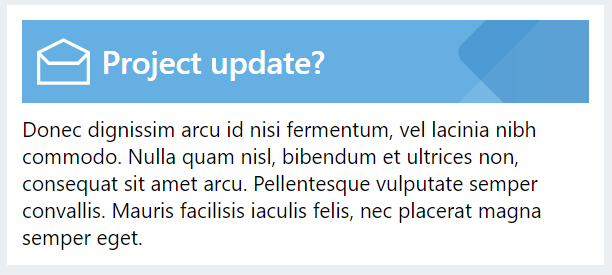 Project update?
Donec dignissim arcu id nisi fermentum, vel lacinia nibh
commodo. Nulla quam nisl, bibendum et ultrices non,
consequat sit amet arcu. Pellentesque vulputate semper
convallis. Mauris facilisis iaculis felis, nec placerat magna
semper eget.